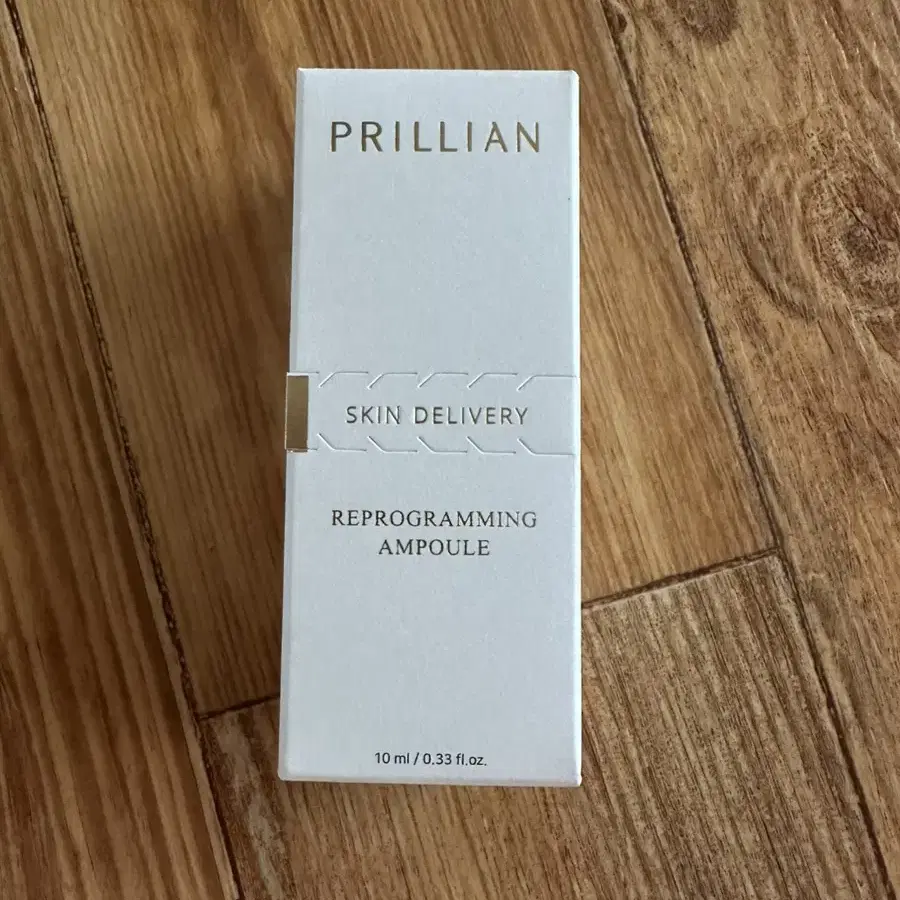 PRILLIAN
SKIN DELIVERY
REPROGRAMMING
AMPOULE
10 ml / 0.33 fl.oz.